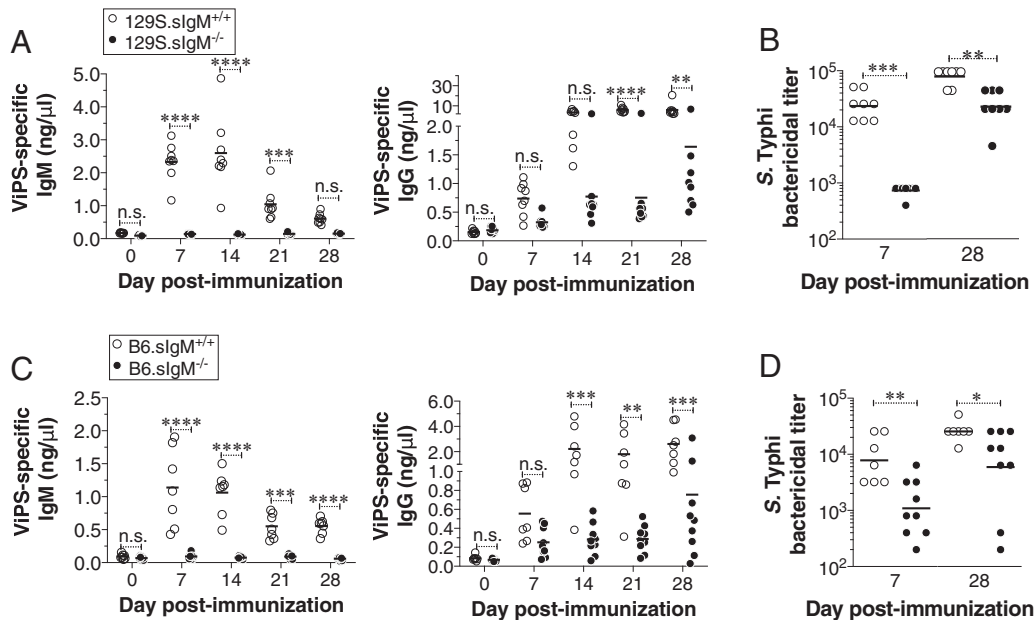 A
○ 129S.sIgM+/+
● 129S.sIgM-/-
ViPS-specific
IgM (ng/μl)
5.0
4.0
3.0
2.0
1.0
0.0
n.s.
****
****
***
n.s.
0 7 14 21 28
Day post-immunization
ViPS-specific
IgG (ng/μl)
30
10
2.0
1.5
1.0
0.5
0.0
n.s.
n.s.
n.s.
****
**
0 7 14 21 28
Day post-immunization
B
S. Typhi
bactericidal titer
10^5
10^4
10^3
10^2
***
**
7 28
Day post-immunization
C
○ B6.sIgM+/+
● B6.sIgM-/-
ViPS-specific
IgM (ng/μl)
2.5
2.0
1.5
1.0
0.5
0.0
n.s.
****
****
***
****
0 7 14 21 28
Day post-immunization
ViPS-specific
IgG (ng/μl)
6.0
4.0
2.0
1.0
0.8
0.6
0.4
0.2
0.0
n.s.
n.s.
***
**
***
0 7 14 21 28
Day post-immunization
D
S. Typhi
bactericidal titer
10^5
10^4
10^3
10^2
**
*
7 28
Day post-immunization